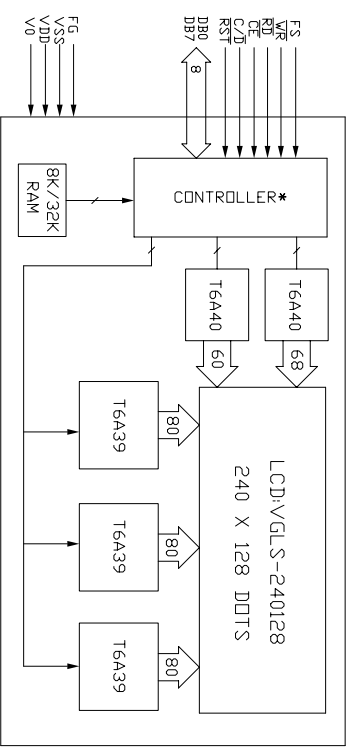 FS
WR
RD
CE
C/D
RST
DB0
DB7
8
FG
VSS
VDD
V0
CONTROLLER*
8K/32K
RAM
T6A40
T6A40
68
60
LCD:VGLS-240128
240 X 128 DOTS
T6A39
80
T6A39
80
T6A39
80